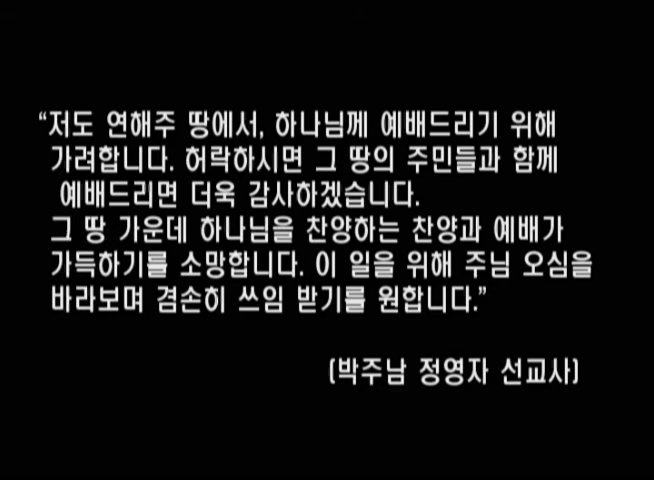 “저도 연해주 땅에서, 하나님께 예배드리기 위해
가려합니다. 허락하시면 그 땅의 주민들과 함께
예배드리면 더욱 감사하겠습니다.
그 땅 가운데 하나님을 찬양하는 찬양과 예배가
가득하기를 소망합니다. 이 일을 위해 주님 오심을
바라보며 겸손히 쓰임 받기를 원합니다.”
(박주남 정영자 선교사)